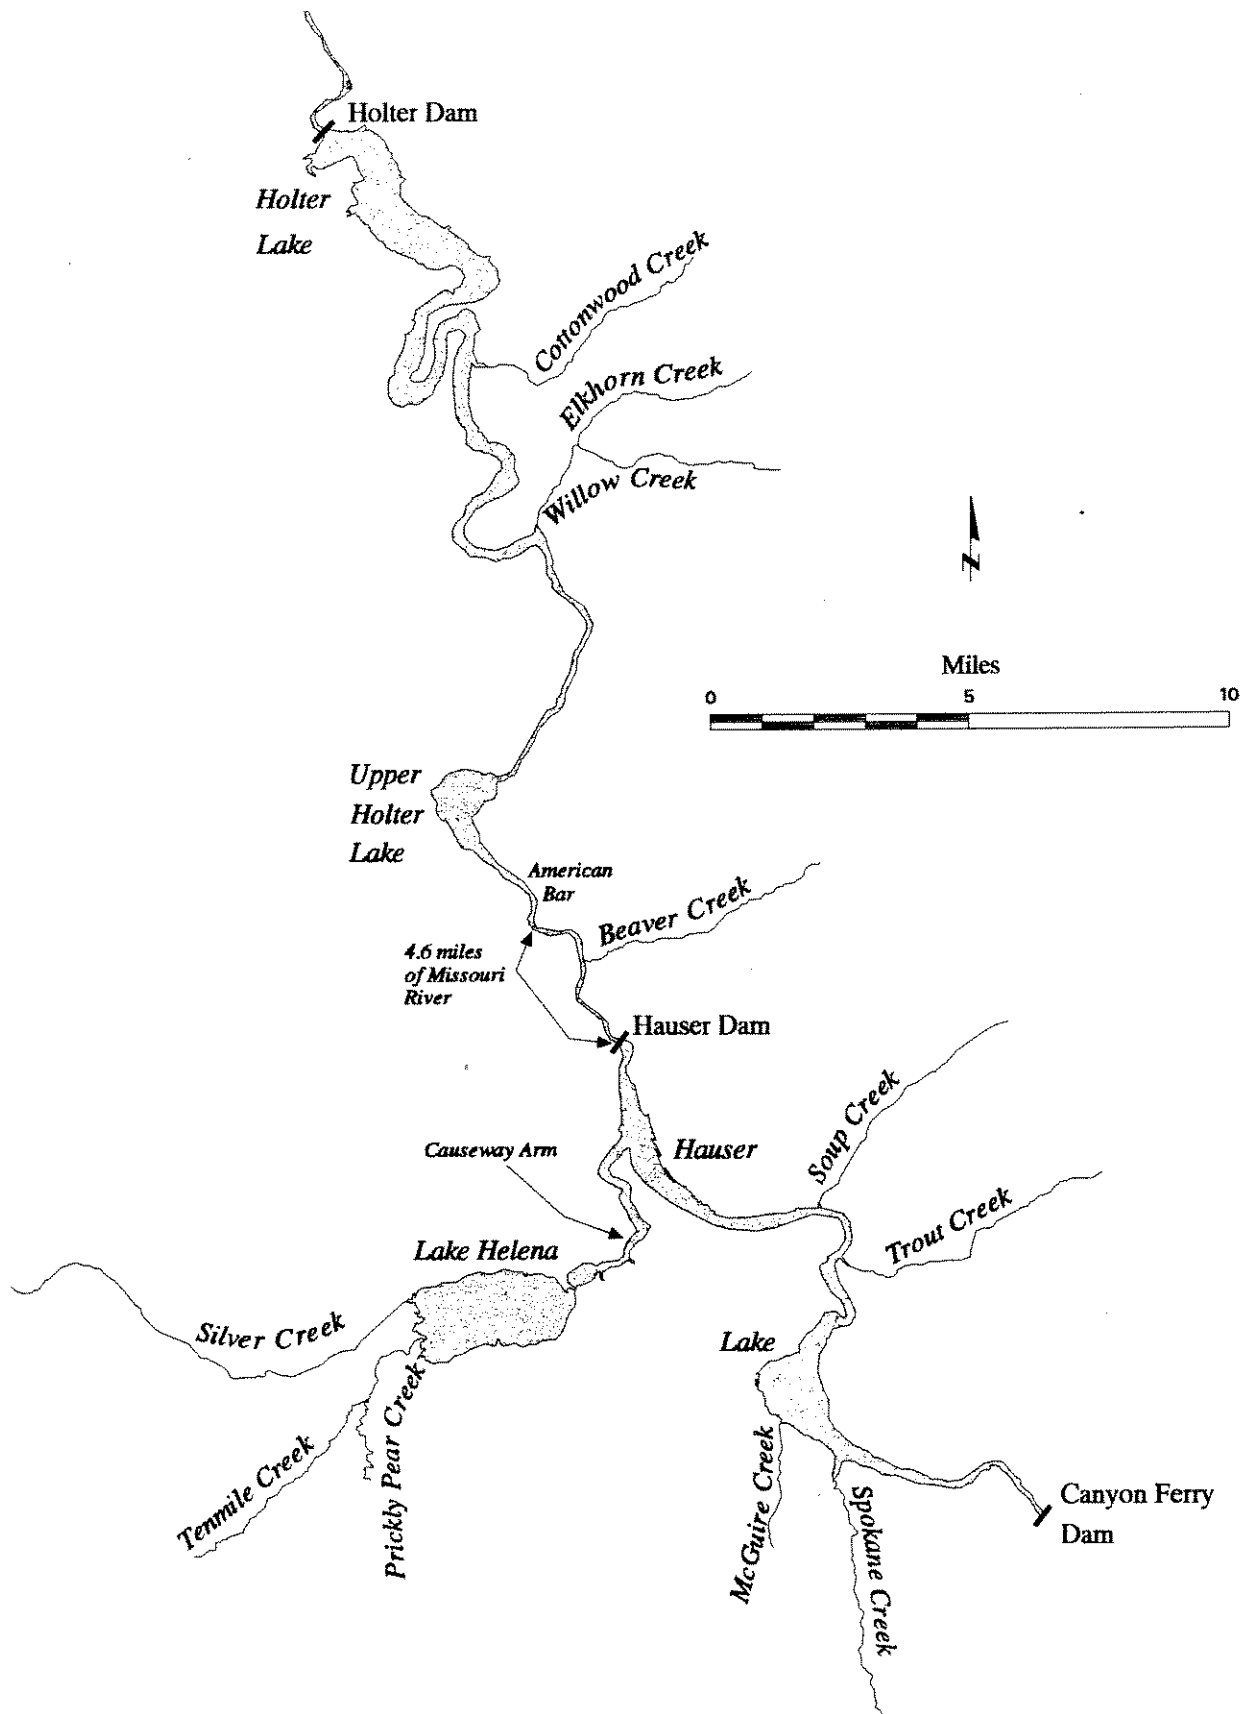 Holter Dam
Holter
Lake
Cottonwood Creek
Elkhorn Creek
Willow Creek
N
Miles
0 5 10
Upper
Holter
Lake
American
Bar
Beaver Creek
4.6 miles
of Missouri
River
Hauser Dam
Soup Creek
Causeway Arm
Hauser
Trout Creek
Lake Helena
Silver Creek
Lake
Prickly Pear Creek
Tenmile Creek
McGuire Creek
Spokane Creek
Canyon Ferry
Dam